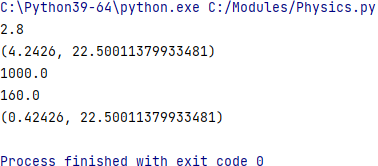 C:\Python39-64\python.exe C:/Modules/Physics.py
2.8
(4.2426, 22.50011379933481)
1000.0
160.0
(0.42426, 22.50011379933481)
Process finished with exit code 0